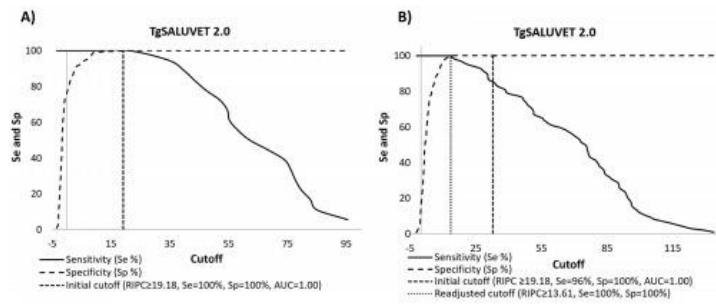 A)
TgSALUVET 2.0
Se and Sp
100
80
60
40
20
0
-5 15 35 55 75 95
Cutoff
Sensitivity (Se %)
Specificity (Sp %)
Initial cutoff (RIPC≥19.18, Se=100%, Sp=100%, AUC=1.00)
B)
TgSALUVET 2.0
Se and Sp
100
80
60
40
20
0
-5 25 55 85 115
Cutoff
Sensitivity (Se %)
Specificity (Sp %)
Initial cutoff (RIPC ≥19.18, Se=96%, Sp=100%, AUC=1.00)
Readjusted cutoff (RIPC≥13.61, Se=100%, Sp=100%)